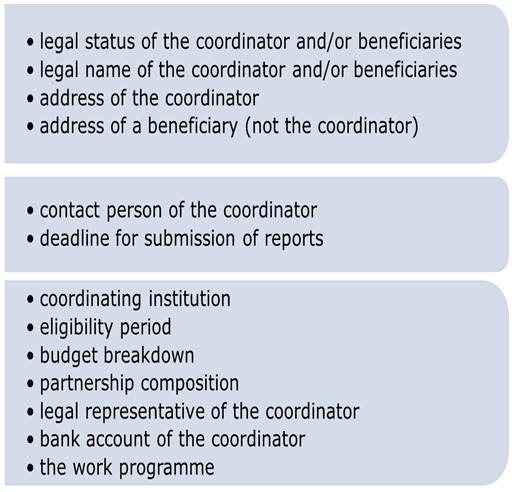 • legal status of the coordinator and/or beneficiaries
• legal name of the coordinator and/or beneficiaries
• address of the coordinator
• address of a beneficiary (not the coordinator)
• contact person of the coordinator
• deadline for submission of reports
• coordinating institution
• eligibility period
• budget breakdown
• partnership composition
• legal representative of the coordinator
• bank account of the coordinator
• the work programme